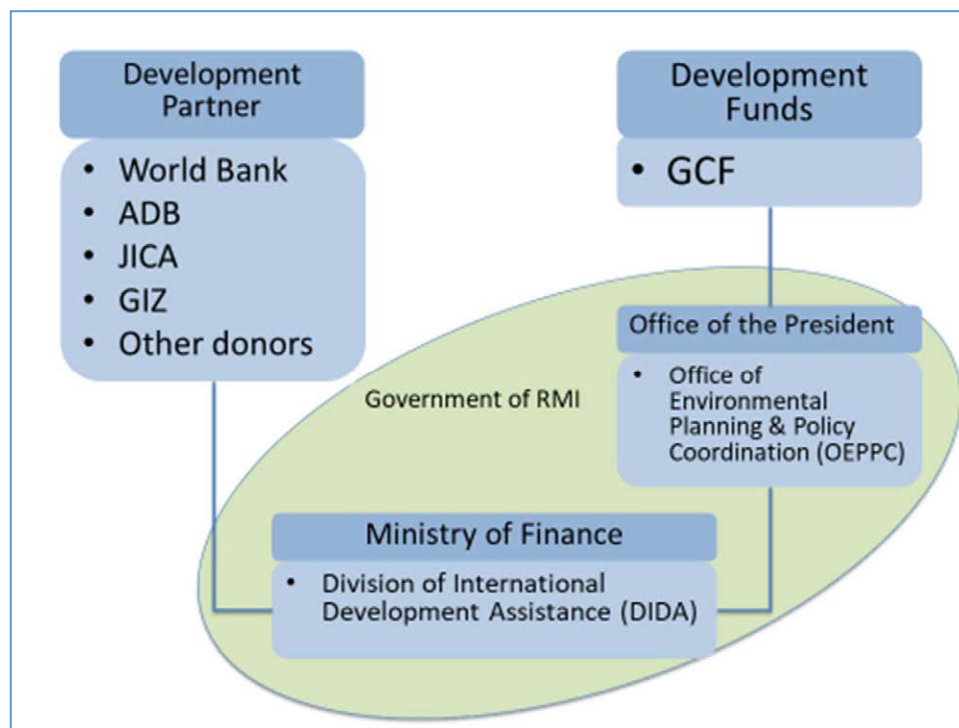 Development
Partner
• World Bank
• ADB
• JICA
• GIZ
• Other donors
Development
Funds
• GCF
Office of the President
• Office of
Environmental
Planning & Policy
Coordination (OEPPC)
Government of RMI
Ministry of Finance
• Division of International
Development Assistance (DIDA)